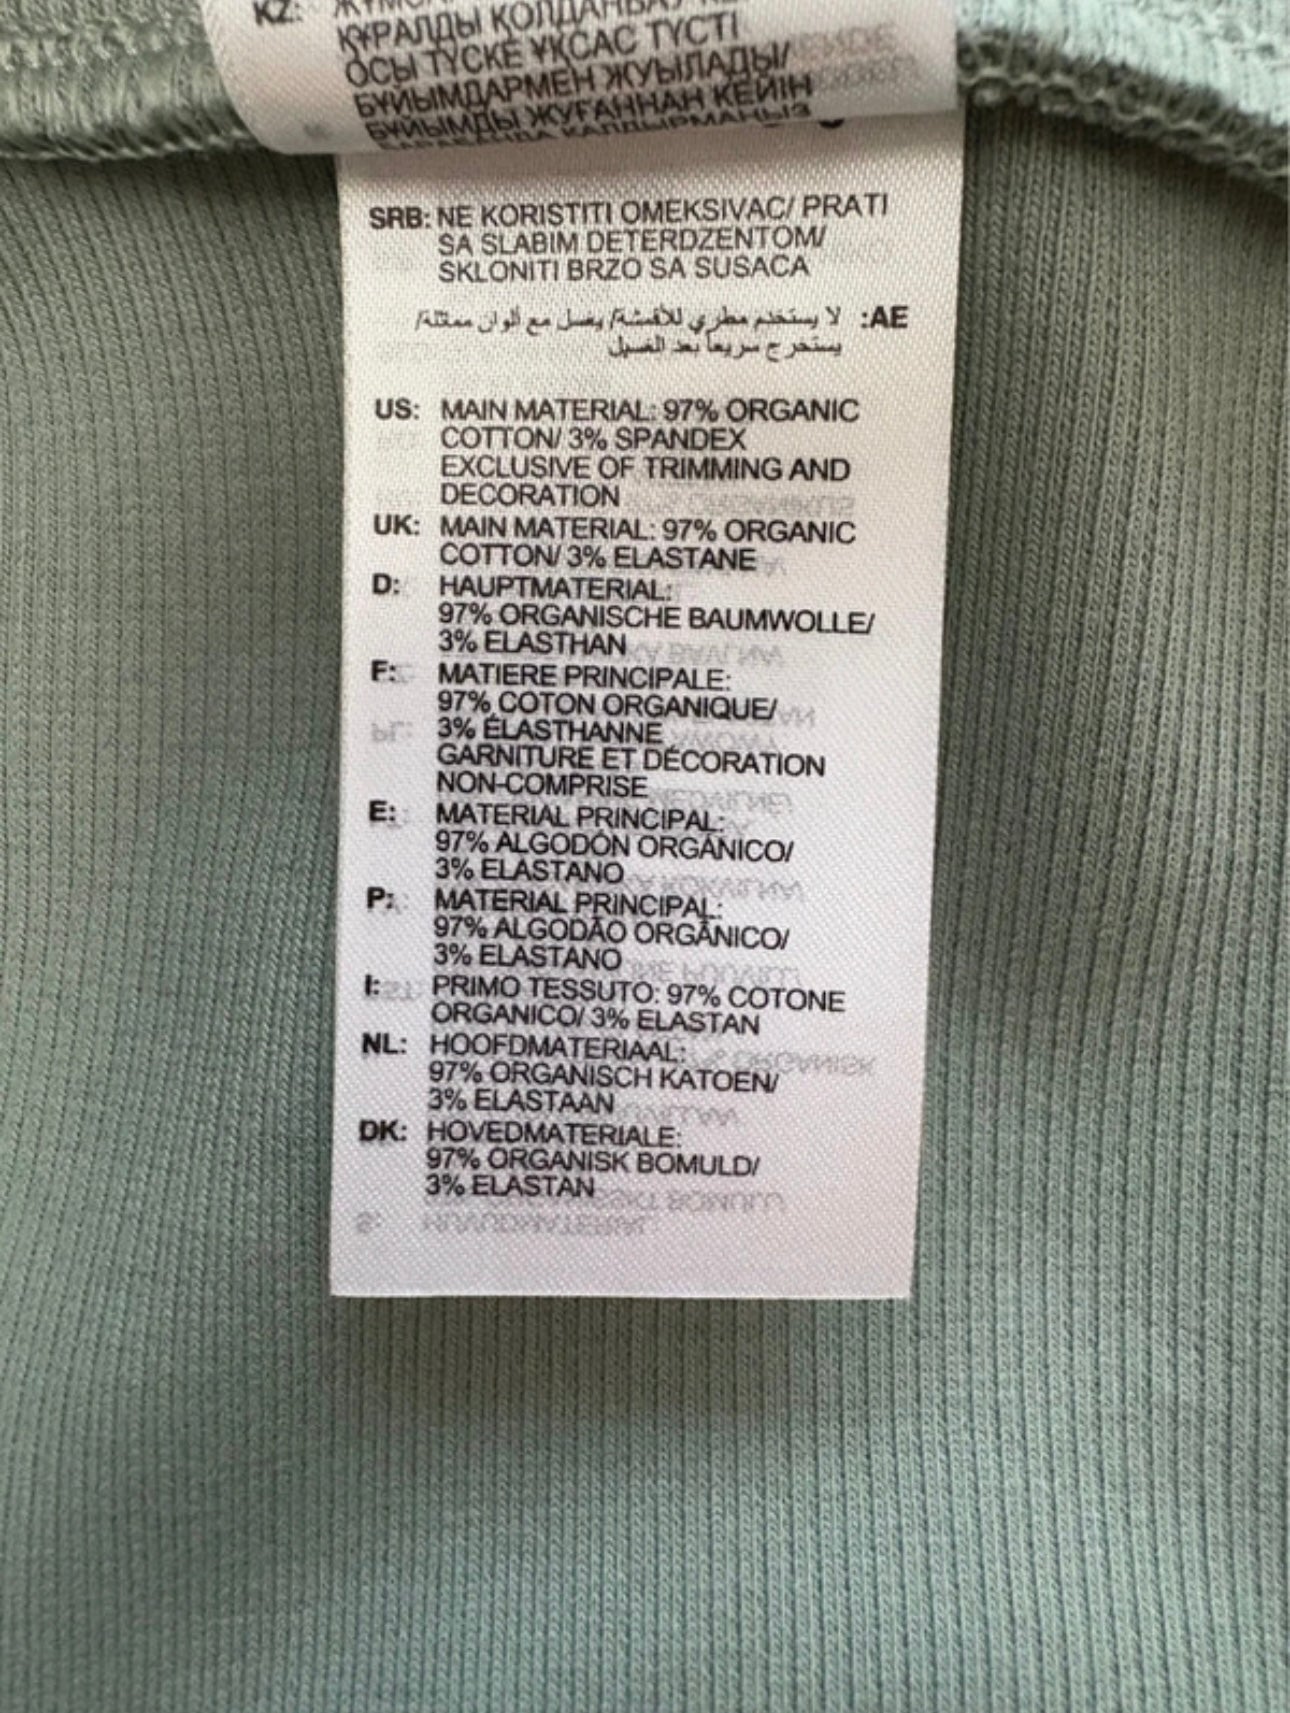 KZ:
ҚҰРАЛДЫ ҚОЛДАНБАУ
ОСЫ ТҮСКЕ ҰҚСАС ТҮСТІ
БҰЙЫМДАРМЕН ЖУЫЛАДЫ/
БҰЙЫМДЫ ЖУҒАННАН КЕЙІН
ҚАЛДЫРМАҢЫЗ
SRB: NE KORISTITI OMEKSIVAC/ PRATI
SA SLABIM DETERDZENTOM/
SKLONITI BRZO SA SUSACA
AE: لا يستخدم مطري للأقمشة/ يغسل مع ألوان مماثلة/
يستخرج سريعاً بعد الغسيل
US: MAIN MATERIAL: 97% ORGANIC
COTTON/ 3% SPANDEX
EXCLUSIVE OF TRIMMING AND
DECORATION
UK: MAIN MATERIAL: 97% ORGANIC
COTTON/ 3% ELASTANE
D: HAUPTMATERIAL:
97% ORGANISCHE BAUMWOLLE/
3% ELASTHAN
F: MATIERE PRINCIPALE:
97% COTON ORGANIQUE/
3% ÉLASTHANNE
GARNITURE ET DÉCORATION
NON-COMPRISE
E: MATERIAL PRINCIPAL:
97% ALGODÓN ORGÁNICO/
3% ELASTANO
P: MATERIAL PRINCIPAL:
97% ALGODÃO ORGÂNICO/
3% ELASTANO
I: PRIMO TESSUTO: 97% COTONE
ORGANICO/ 3% ELASTAN
NL: HOOFDMATERIAAL:
97% ORGANISCH KATOEN/
3% ELASTAAN
DK: HOVEDMATERIALE:
97% ORGANISK BOMULD/
3% ELASTAN